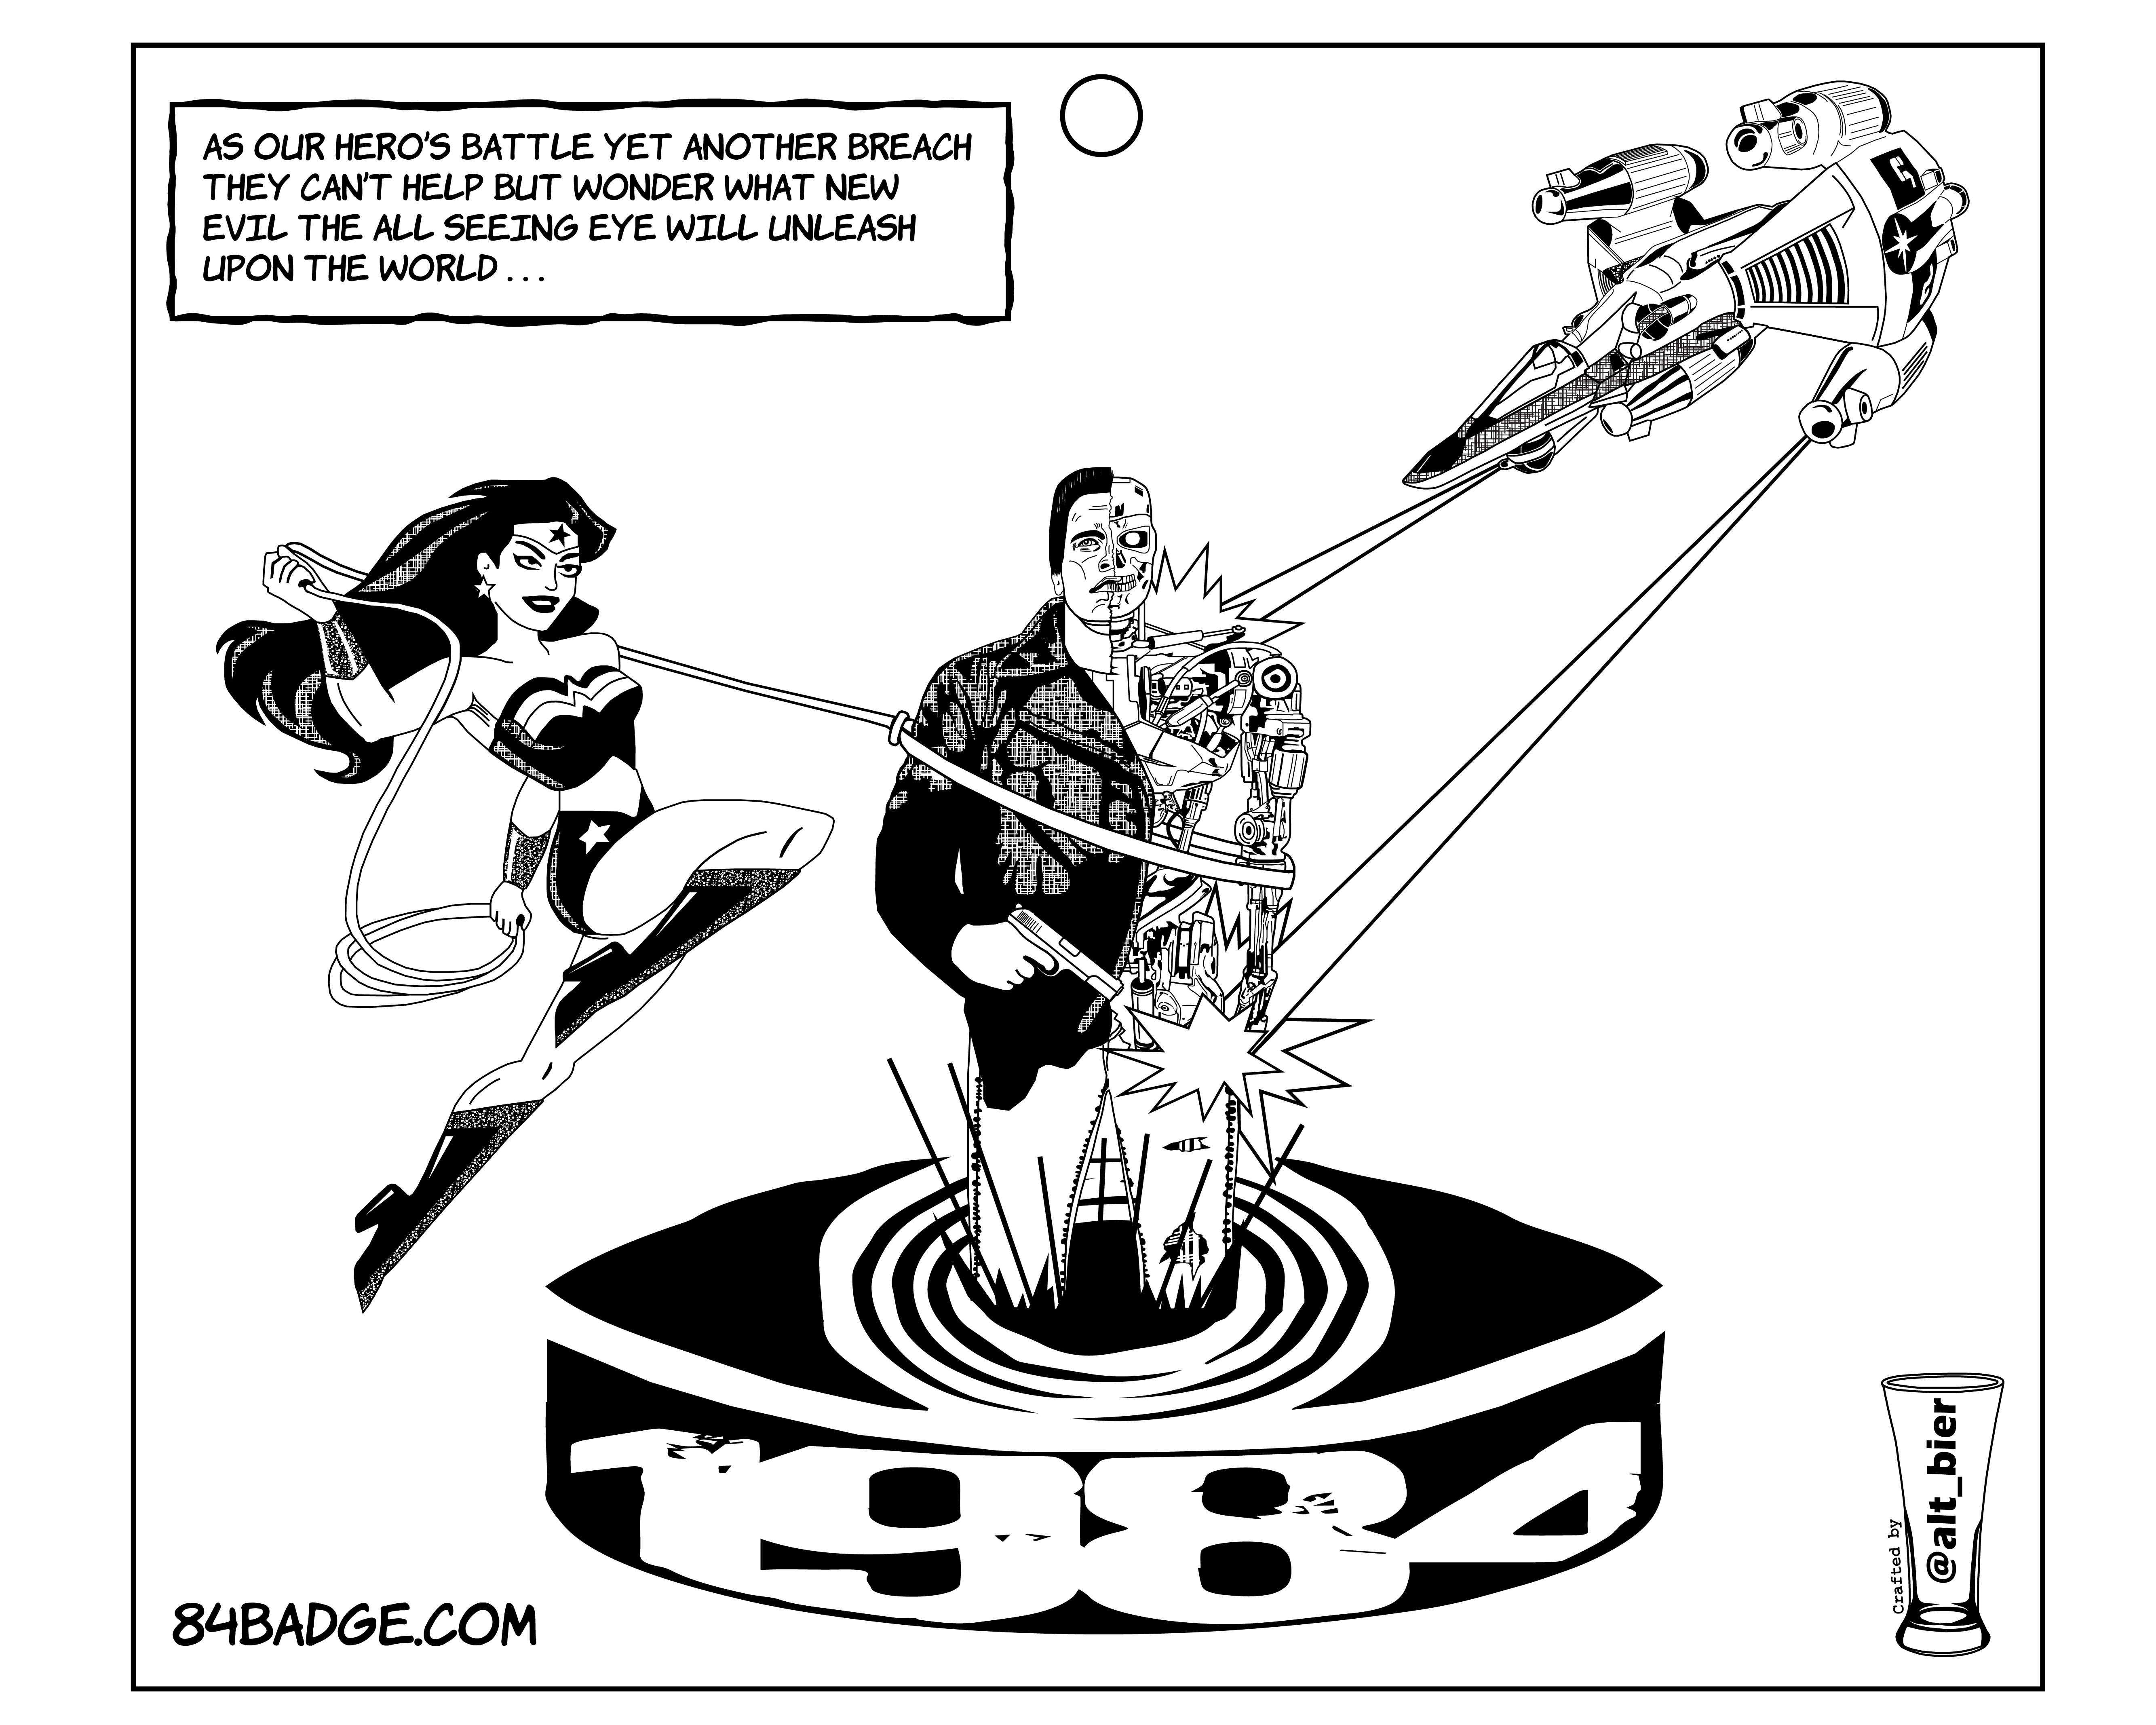 AS OUR HERO'S BATTLE YET ANOTHER BREACH
THEY CAN'T HELP BUT WONDER WHAT NEW
EVIL THE ALL SEEING EYE WILL UNLEASH
UPON THE WORLD . . .
1984
84BADGE.COM
Crafted by
@alt_bier